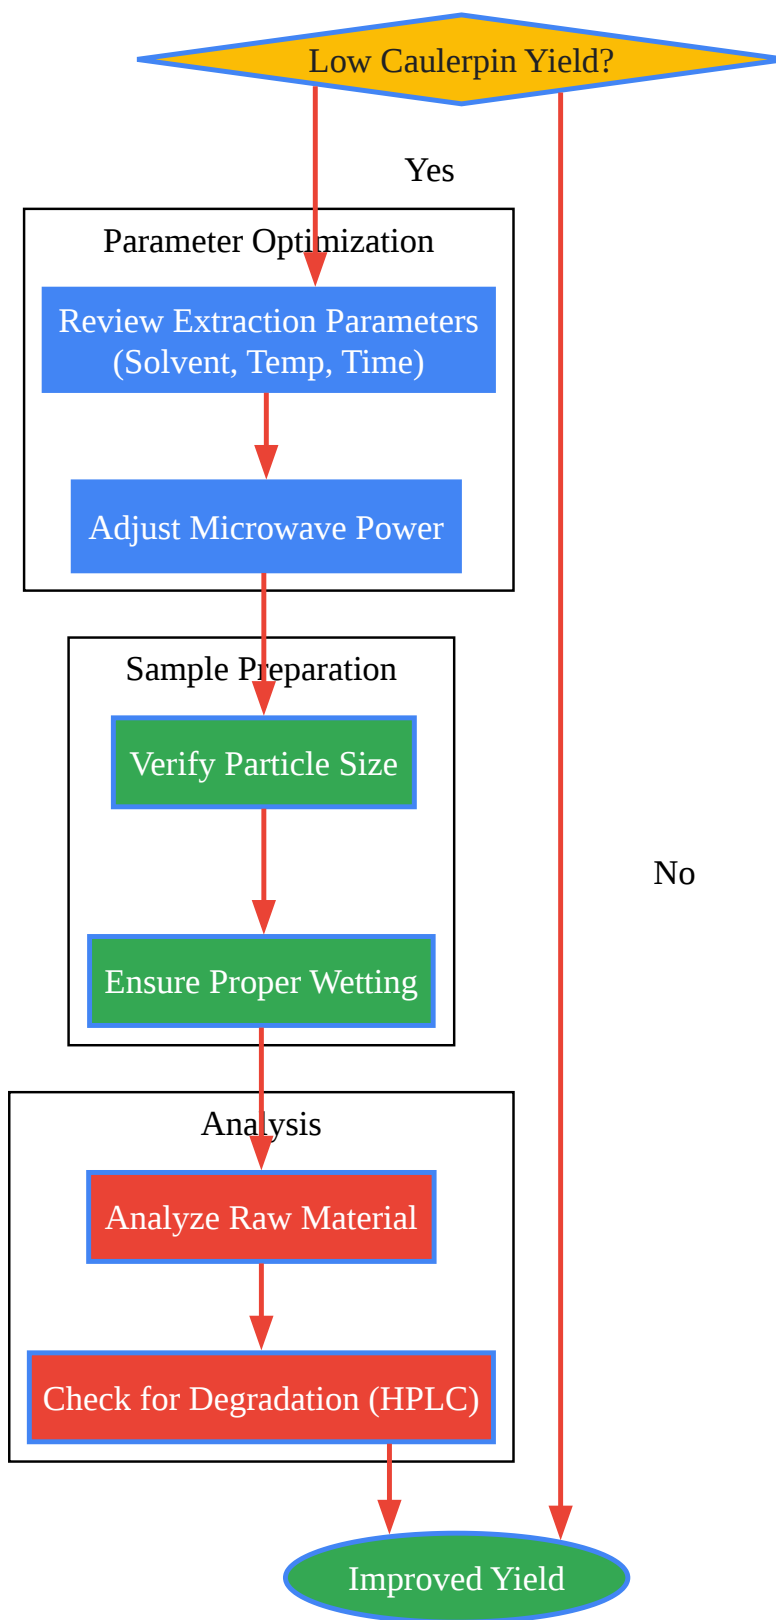 Low Caulerpin Yield?
Yes
Parameter Optimization
Review Extraction Parameters
(Solvent, Temp, Time)
Adjust Microwave Power
Sample Preparation
Verify Particle Size
No
Ensure Proper Wetting
Analysis
Analyze Raw Material
Check for Degradation (HPLC)
Improved Yield